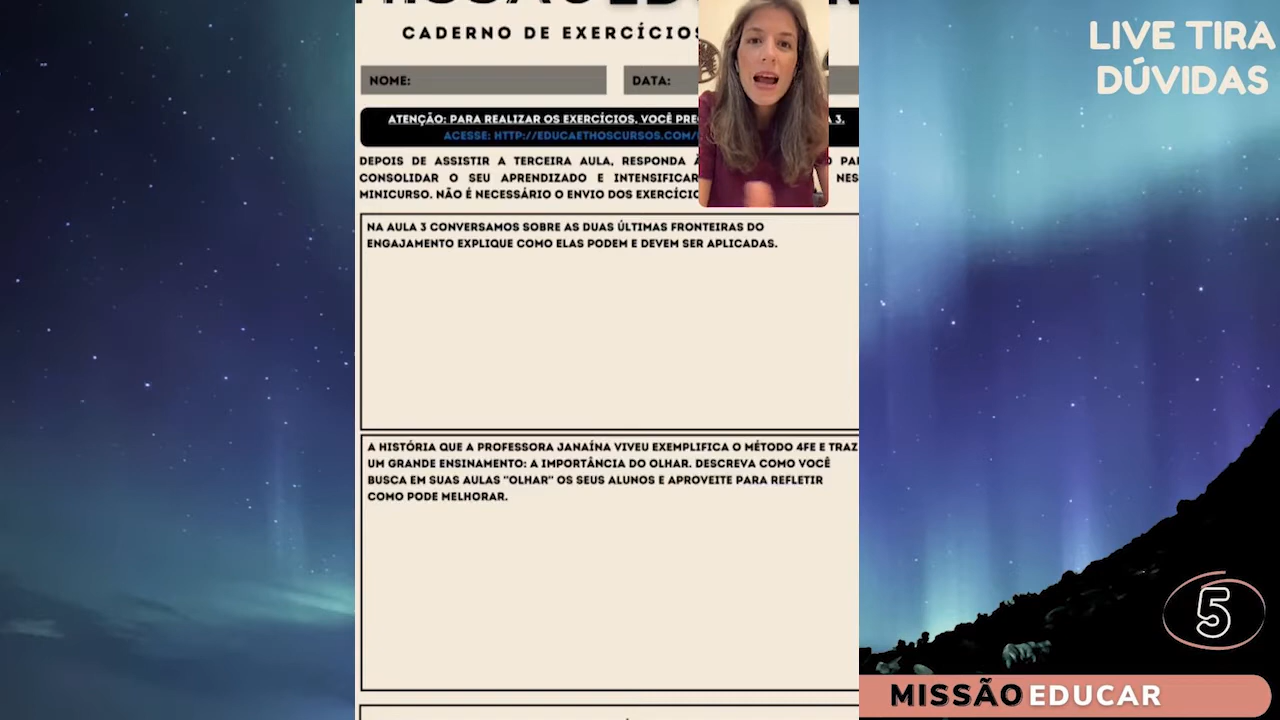 LIVE TIRA
DÚVIDAS
CADERNO DE EXERCÍCIOS
NOME:
DATA:
ATENÇÃO: PARA REALIZAR OS EXERCÍCIOS, VOCÊ 3.
ACESSE: HTTP://EDUCAETHOSCURSOS.COM/
DEPOIS DE ASSISTIR A TERCEIRA AULA, RESPONDA
CONSOLIDAR O SEU APRENDIZADO E INTENSIFICAR
MINICURSO. NÃO É NECESSÁRIO O ENVIO DOS
NA AULA 3 CONVERSAMOS SOBRE AS DUAS ÚLTIMAS FRONTEIRAS DO
ENGAJAMENTO EXPLIQUE COMO ELAS PODEM E DEVEM SER APLICADAS.
A HISTÓRIA QUE A PROFESSORA JANAÍNA VIVEU EXEMPLIFICA O MÉTODO 4FE E TRAZ
UM GRANDE ENSINAMENTO: A IMPORTÂNCIA DO OLHAR. DESCREVA COMO VOCÊ
BUSCA EM SUAS AULAS "OLHAR" OS SEUS ALUNOS E APROVEITE PARA REFLETIR
COMO PODE MELHORAR.
5
MISSÃO EDUCAR